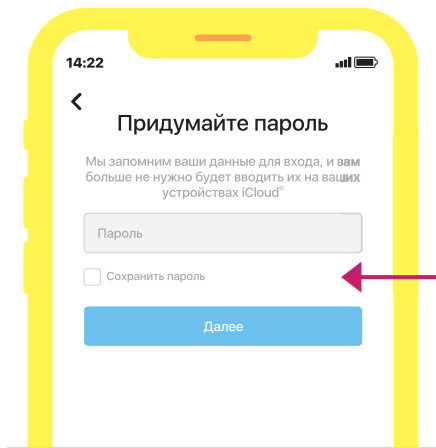 14:22
Придумайте пароль
Мы запомним ваши данные для входа, и вам
больше не нужно будет вводить их на ваших
устройствах iCloud®
Пароль
Сохранить пароль
Далее